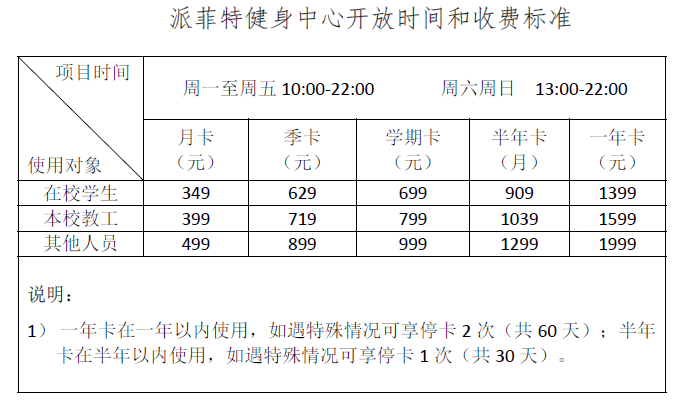 派菲特健身中心开放时间和收费标准
项目时间 周一至周五 10:00-22:00 周六周日 13:00-22:00
使用对象
月卡 季卡 学期卡 半年卡 一年卡
（元） （元） （元） （月） （元）
在校学生 349 629 699 909 1399
本校教工 399 719 799 1039 1599
其他人员 499 899 999 1299 1999
说明：
1） 一年卡在一年以内使用，如遇特殊情况可享停卡 2 次（共 60 天）；半年
卡在半年以内使用，如遇特殊情况可享停卡 1 次（共 30 天）。